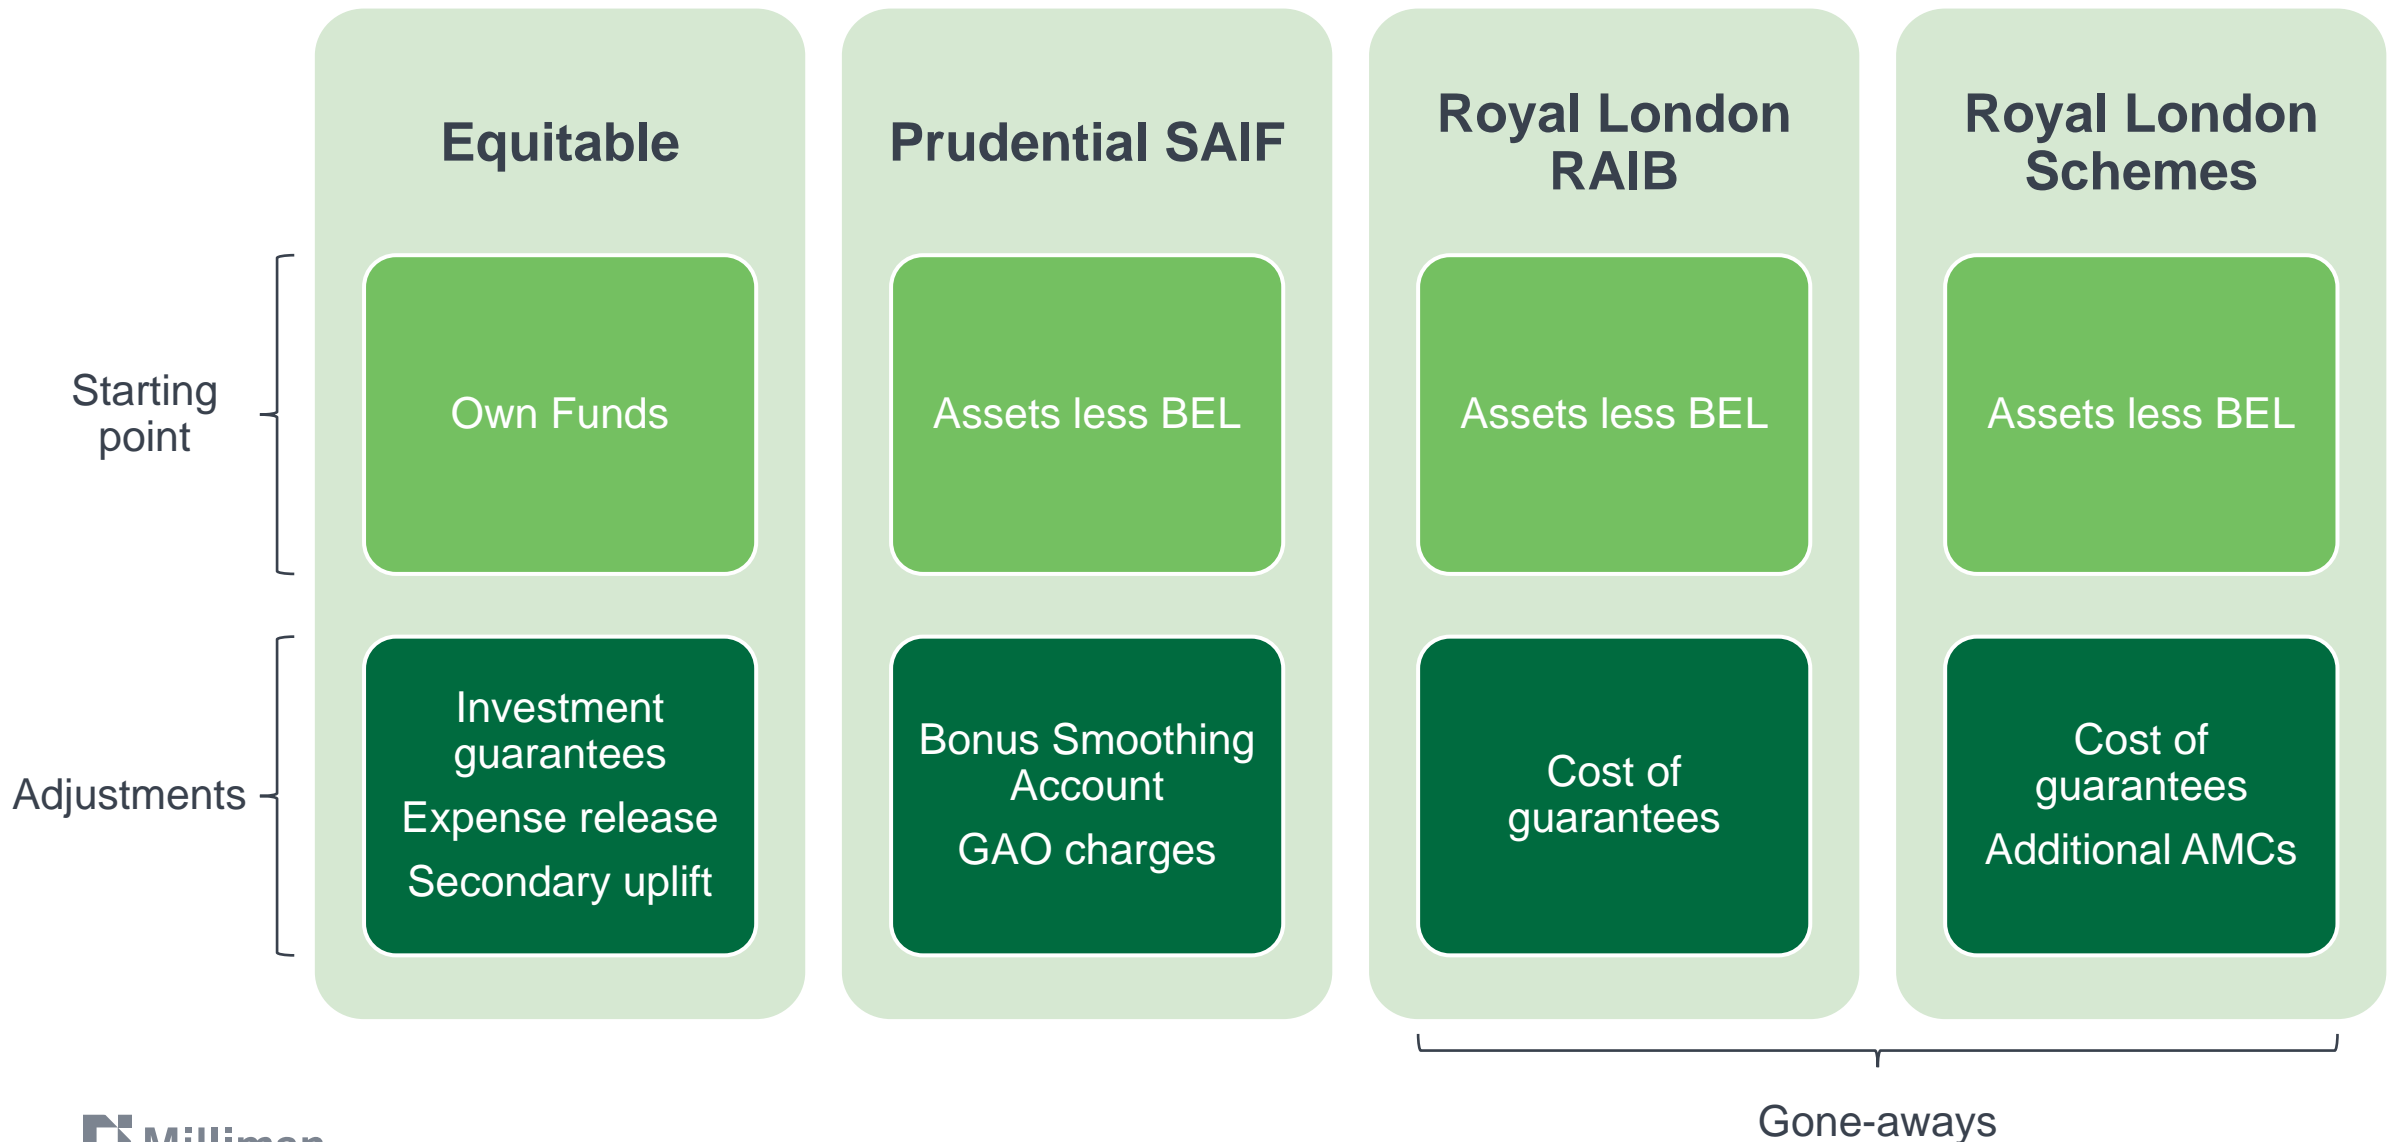 Equitable
Prudential SAIF
Royal London
RAIB
Royal London
Schemes
Starting
point
Own Funds
Assets less BEL
Assets less BEL
Assets less BEL
Adjustments
Investment
guarantees
Expense release
Secondary uplift
Bonus Smoothing
Account
GAO charges
Cost of
guarantees
Cost of
guarantees
Additional AMCs
Gone-aways
Milliman